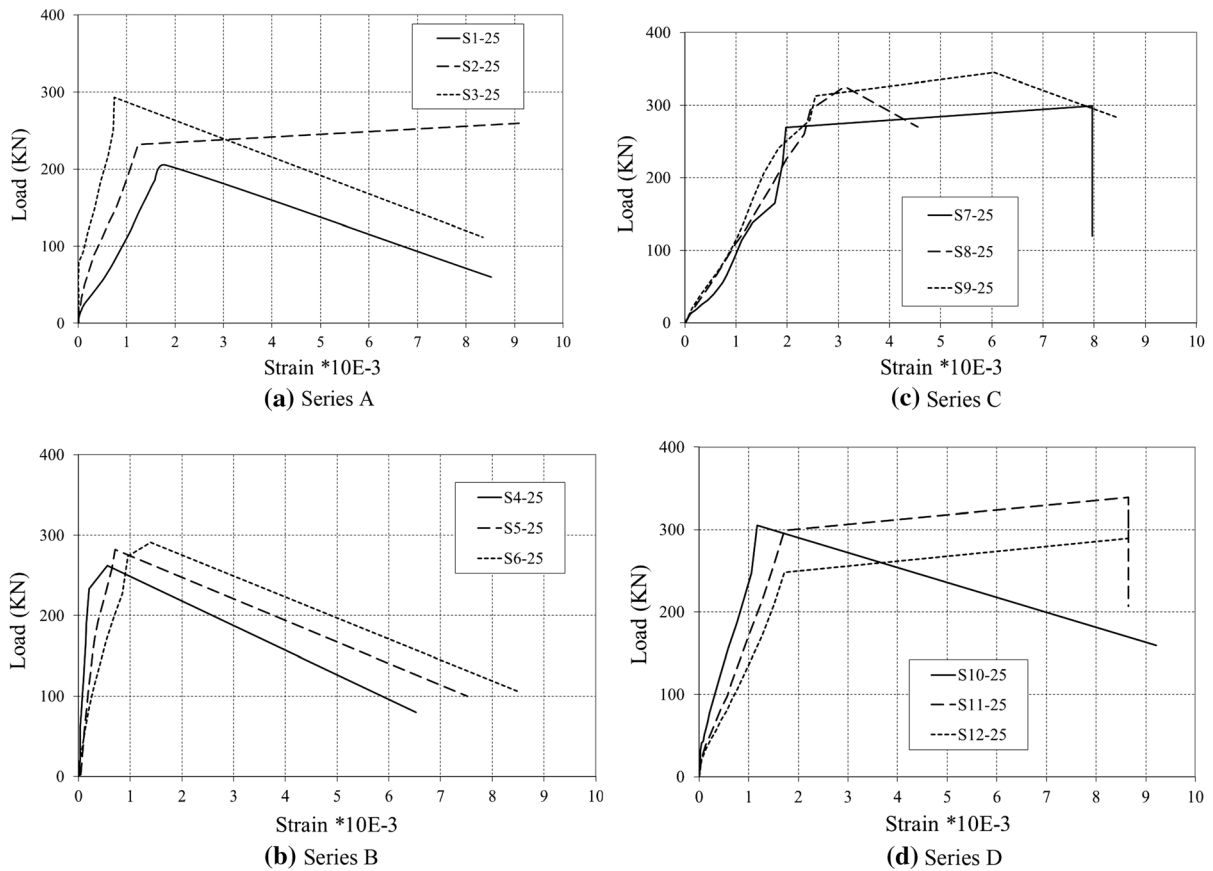 400
300
200
100
0
Load (KN)
S1-25
S2-25
S3-25
0 1 2 3 4 5 6 7 8 9 10
Strain *10E-3
(a) Series A
400
300
200
100
0
Load (KN)
S7-25
S8-25
S9-25
0 1 2 3 4 5 6 7 8 9 10
Strain *10E-3
(c) Series C
400
300
200
100
0
Load (KN)
S4-25
S5-25
S6-25
0 1 2 3 4 5 6 7 8 9 10
Strain *10E-3
(b) Series B
400
300
200
100
0
Load (KN)
S10-25
S11-25
S12-25
0 1 2 3 4 5 6 7 8 9 10
Strain *10E-3
(d) Series D